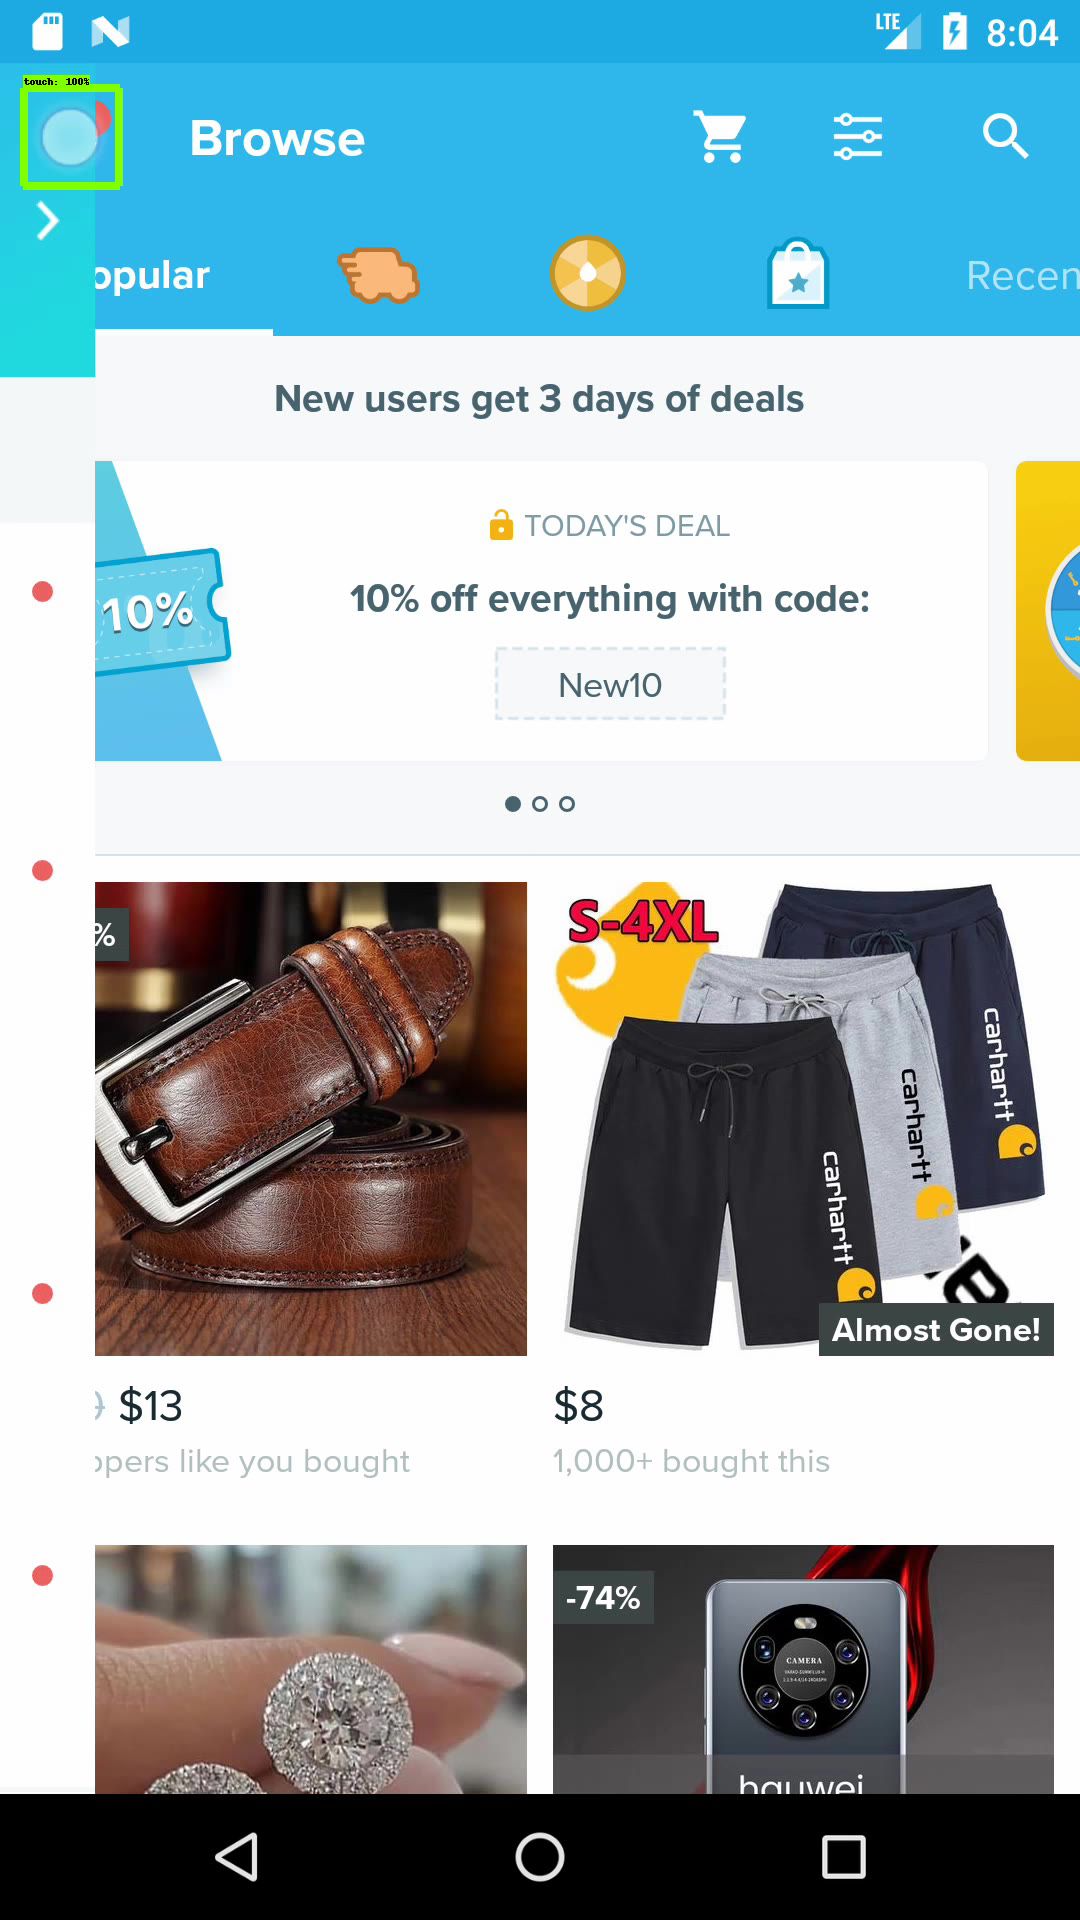 LTE 8:04
touch: 100%
Browse
opular
Recen
New users get 3 days of deals
TODAY'S DEAL
10% off everything with code:
10%
New10
%
S-4XL
carhartt
carhartt
carhartt
Almost Gone!
$13
$8
ppers like you bought
1,000+ bought this
-74%
CAMERA
hauwei